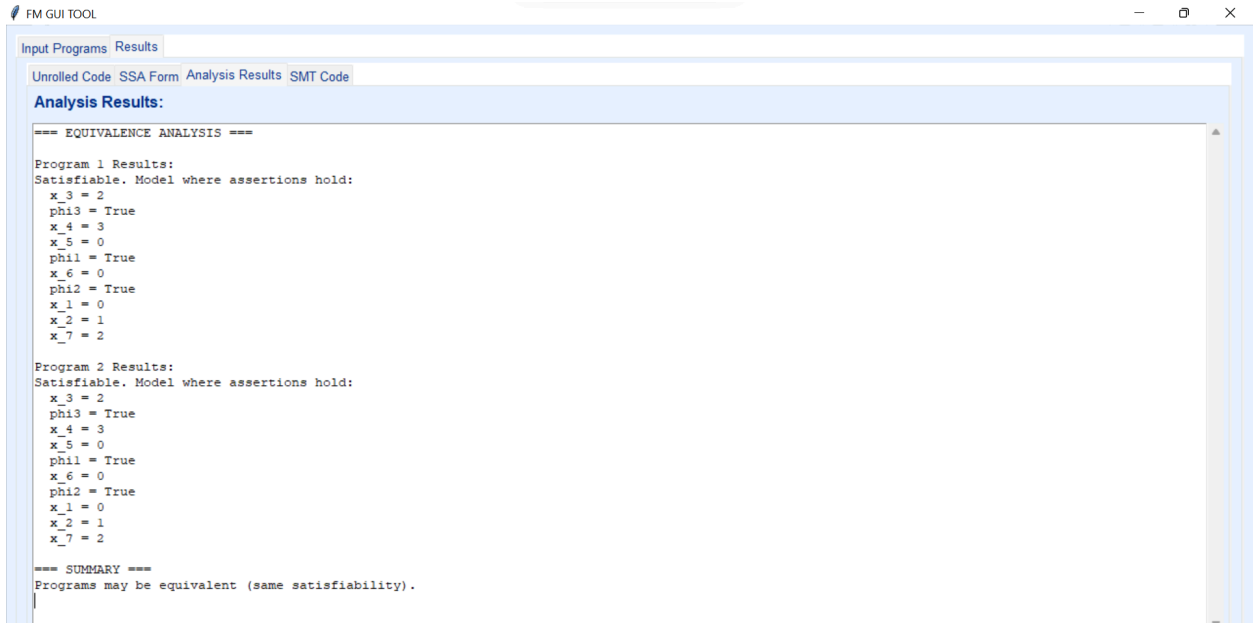 FM GUI TOOL
Input Programs Results
Unrolled Code SSA Form Analysis Results SMT Code
Analysis Results:
=== EQUIVALENCE ANALYSIS ===
Program 1 Results:
Satisfiable. Model where assertions hold:
x_3 = 2
phi3 = True
x_4 = 3
x_5 = 0
phi1 = True
x_6 = 0
phi2 = True
x_1 = 0
x_2 = 1
x_7 = 2
Program 2 Results:
Satisfiable. Model where assertions hold:
x_3 = 2
phi3 = True
x_4 = 3
x_5 = 0
phi1 = True
x_6 = 0
phi2 = True
x_1 = 0
x_2 = 1
x_7 = 2
=== SUMMARY ===
Programs may be equivalent (same satisfiability).